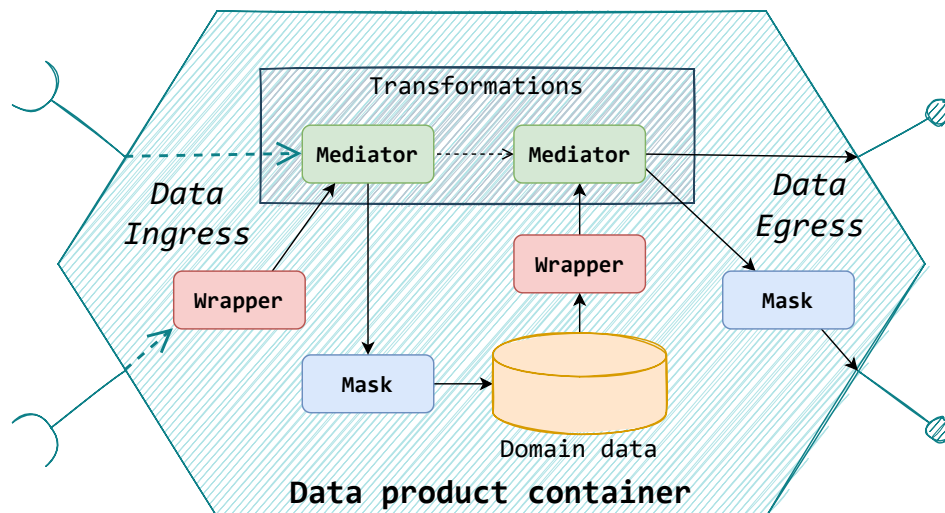 Transformations
Mediator
Mediator
Data
Ingress
Data
Egress
Wrapper
Wrapper
Mask
Mask
Domain data
Data product container